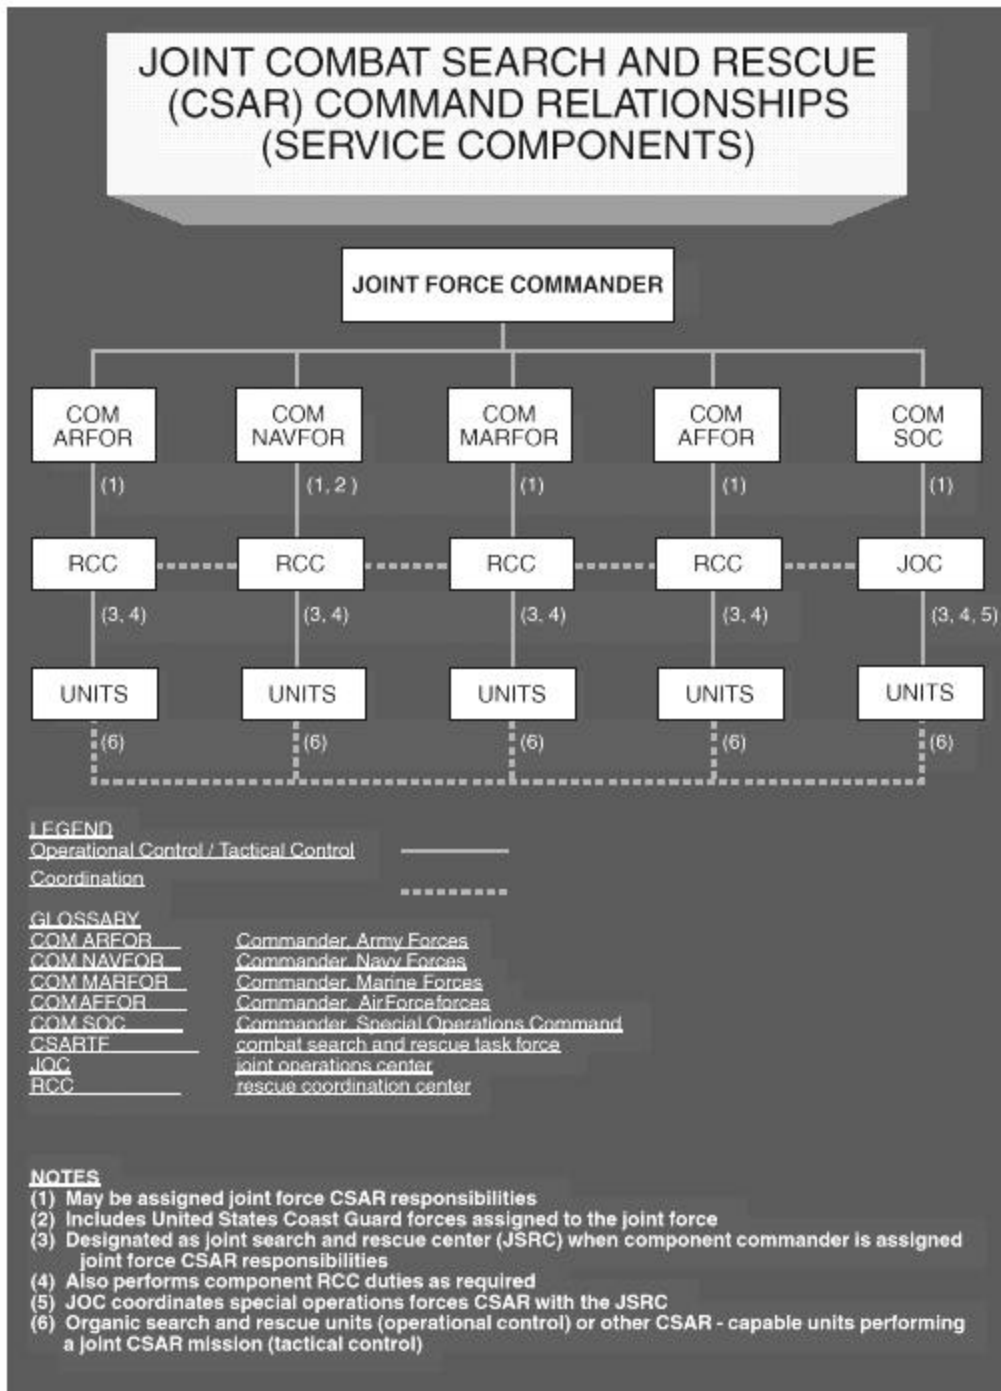 JOINT COMBAT SEARCH AND RESCUE
(CSAR) COMMAND RELATIONSHIPS
(SERVICE COMPONENTS)
JOINT FORCE COMMANDER
COM ARFOR
COM NAVFOR
COM MARFOR
COM AFFOR
COM SOC
(1)
(1, 2 )
(1)
(1)
(1)
RCC
RCC
RCC
RCC
JOC
(3, 4)
(3, 4)
(3, 4)
(3, 4)
(3, 4, 5)
UNITS
UNITS
UNITS
UNITS
UNITS
(6)
(6)
(6)
(6)
(6)
LEGEND
Operational Control / Tactical Control
Coordination
GLOSSARY
COM ARFOR Commander, Army Forces
COM NAVFOR Commander, Navy Forces
COM MARFOR Commander, Marine Forces
COMAFFOR Commander, AirForceforces
COM SOC Commander, Special Operations Command
CSARTF combat search and rescue task force
JOC joint operations center
RCC rescue coordination center
NOTES
(1) May be assigned joint force CSAR responsibilities
(2) Includes United States Coast Guard forces assigned to the joint force
(3) Designated as joint search and rescue center (JSRC) when component commander is assigned
joint force CSAR responsibilities
(4) Also performs component RCC duties as required
(5) JOC coordinates special operations forces CSAR with the JSRC
(6) Organic search and rescue units (operational control) or other CSAR - capable units performing
a joint CSAR mission (tactical control)